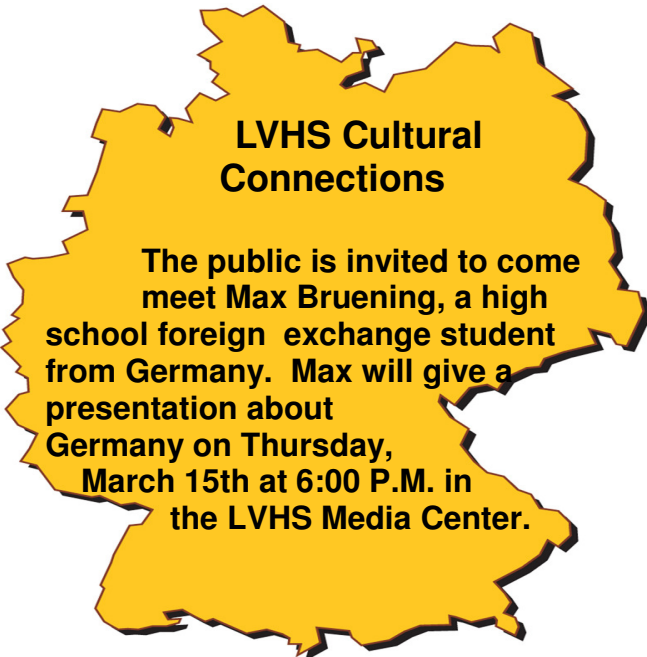 LVHS Cultural
Connections
The public is invited to come
meet Max Bruening, a high
school foreign exchange student
from Germany. Max will give a
presentation about
Germany on Thursday,
March 15th at 6:00 P.M. in
the LVHS Media Center.